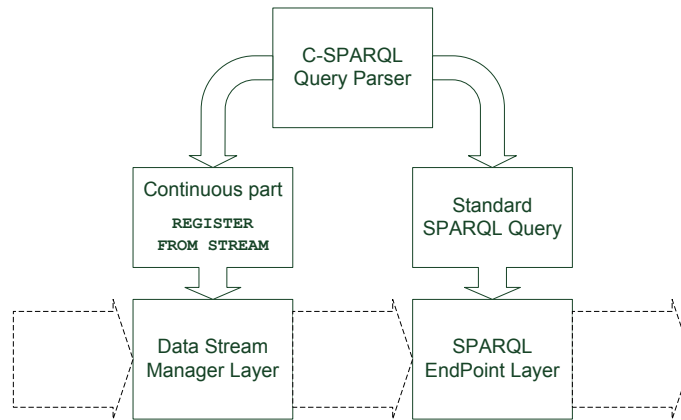 C-SPARQL
Query Parser
Continuous part
REGISTER
FROM STREAM
Standard
SPARQL Query
Data Stream
Manager Layer
SPARQL
EndPoint Layer